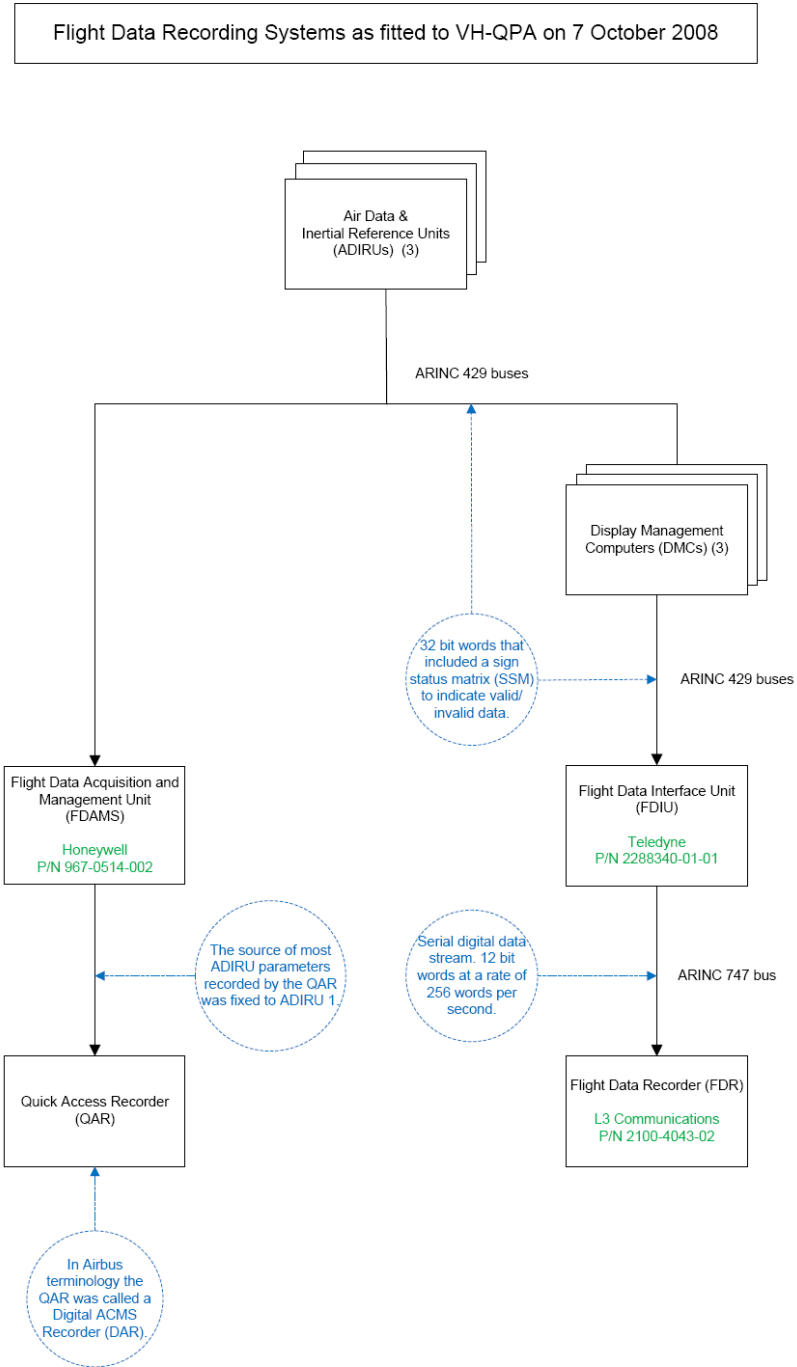 Flight Data Recording Systems as fitted to VH-QPA on 7 October 2008
Air Data &
Inertial Reference Units
(ADIRUs) (3)
ARINC 429 buses
Display Management
Computers (DMCs) (3)
32 bit words that
included a sign
status matrix (SSM)
to indicate valid/
invalid data.
ARINC 429 buses
Flight Data Acquisition and
Management Unit
(FDAMS)
Honeywell
P/N 967-0514-002
Flight Data Interface Unit
(FDIU)
Teledyne
P/N 2288340-01-01
The source of most
ADIRU parameters
recorded by the QAR
was fixed to ADIRU 1.
Serial digital data
stream. 12 bit
words at a rate of
256 words per
second.
ARINC 747 bus
Quick Access Recorder
(QAR)
Flight Data Recorder (FDR)
L3 Communications
P/N 2100-4043-02
In Airbus
terminology the
QAR was called a
Digital ACMS
Recorder (DAR).